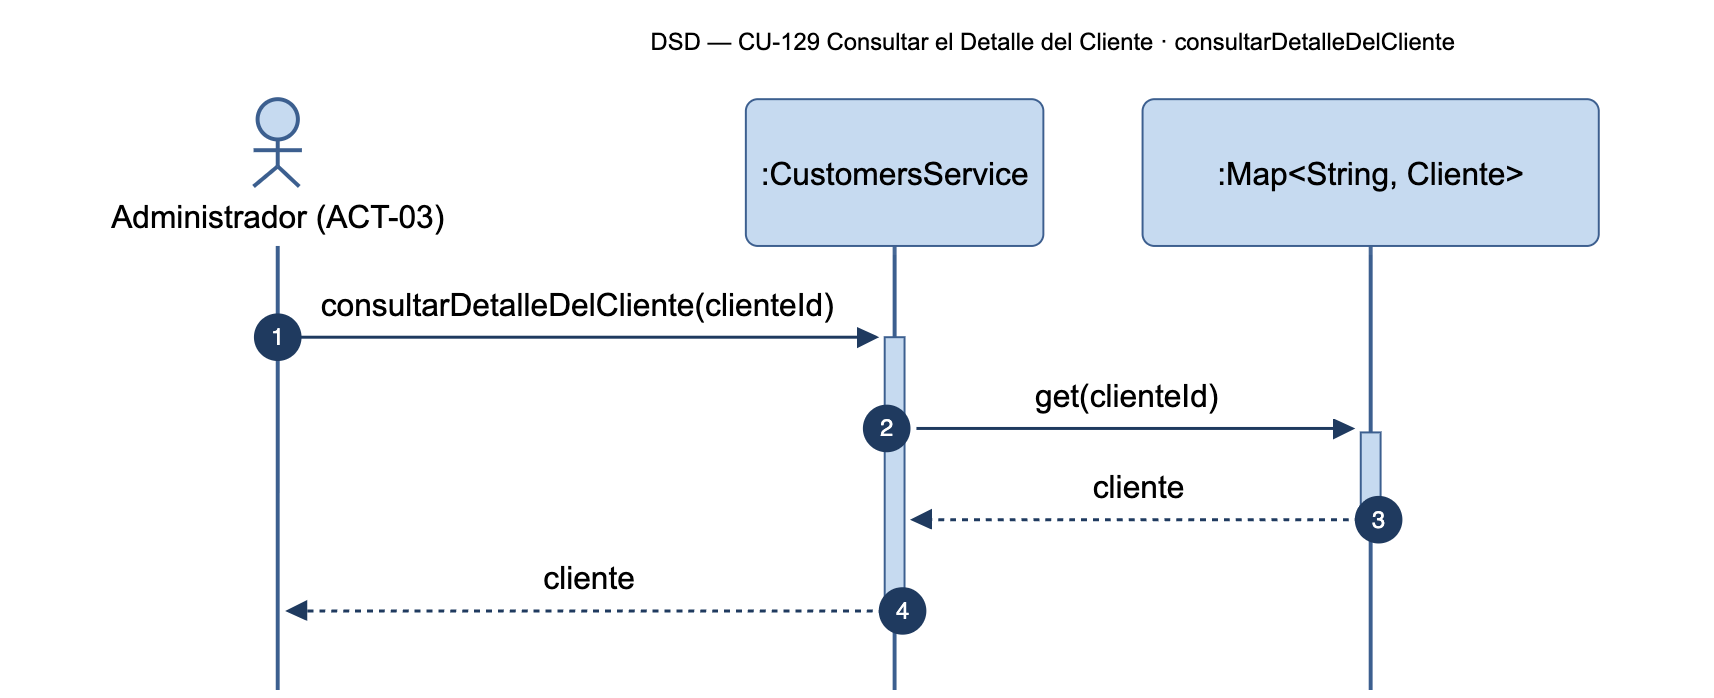 DSD — CU-129 Consultar el Detalle del Cliente · consultarDetalleDelCliente
Administrador (ACT-03)
:CustomersService
:Map<String, Cliente>
consultarDetalleDelCliente(clienteId)
1
get(clienteId)
2
cliente
3
cliente
4